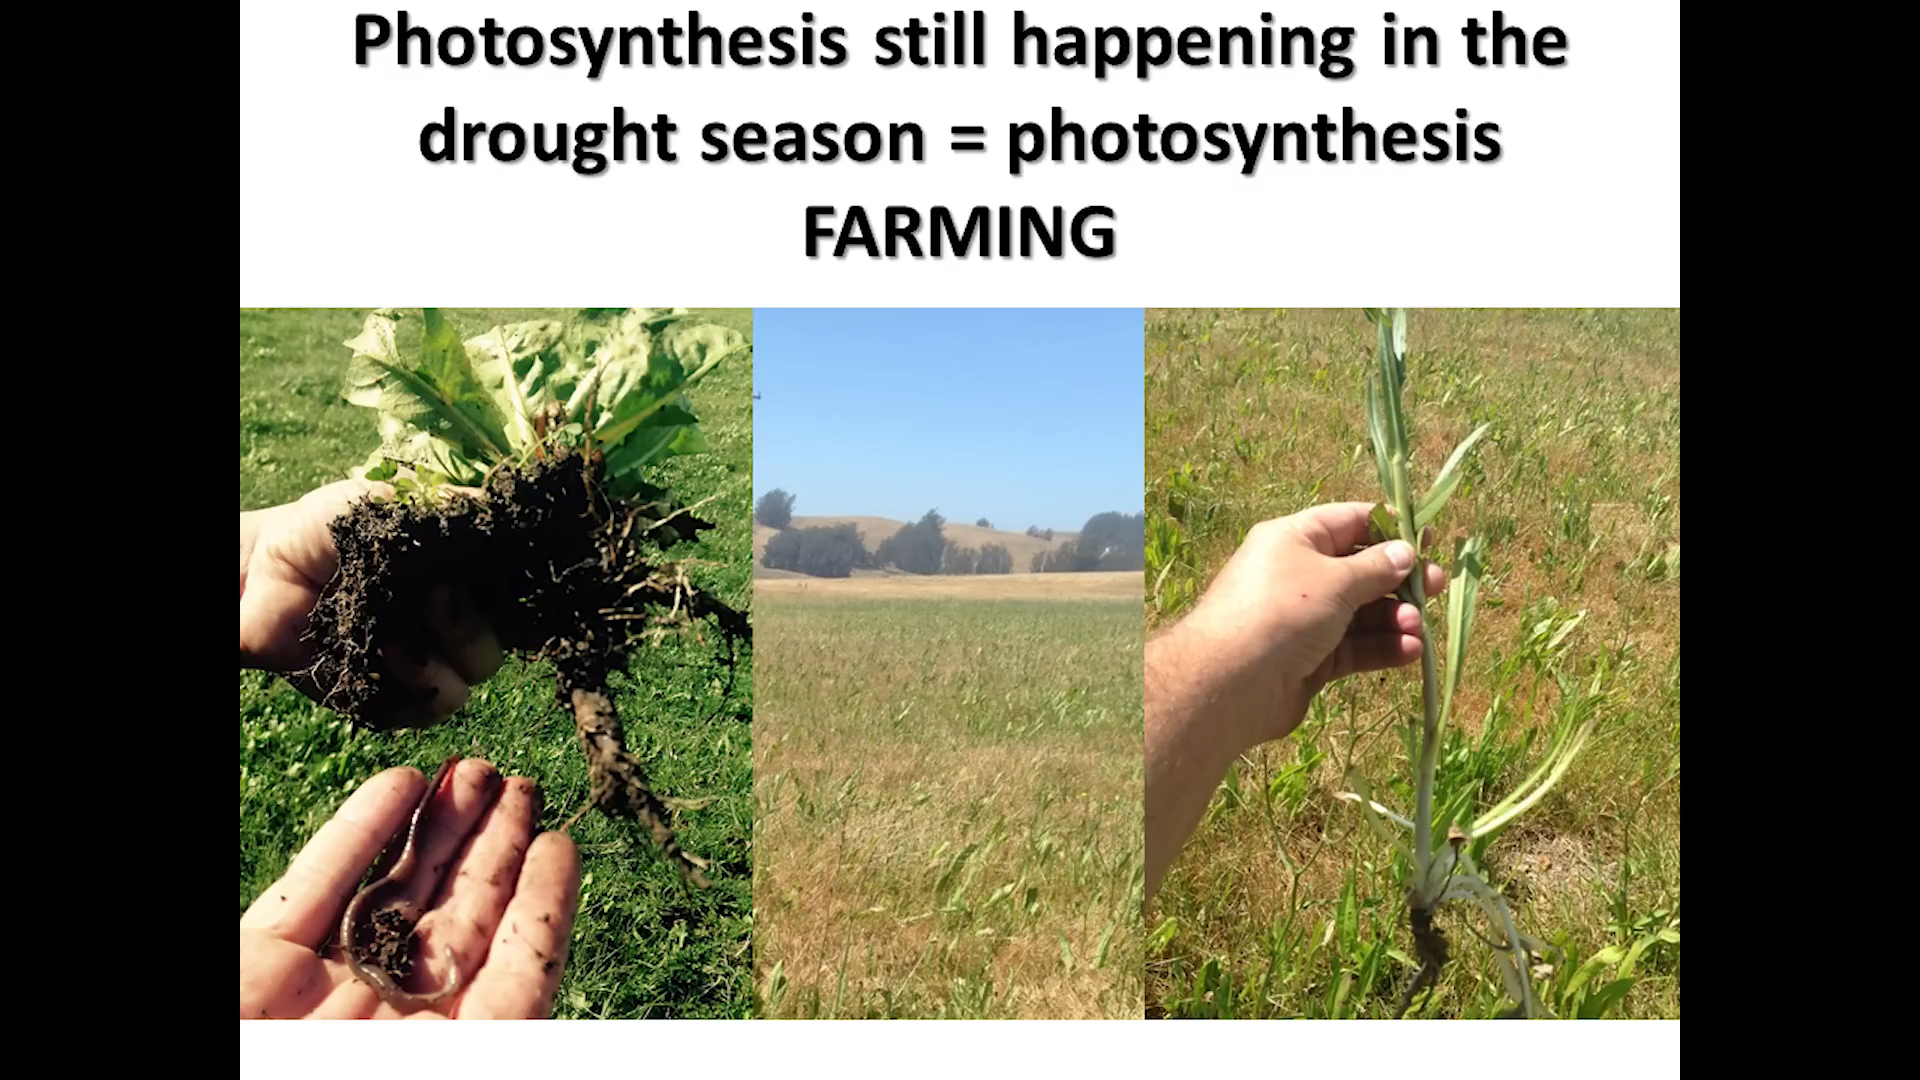 Photosynthesis still happening in the
drought season = photosynthesis
FARMING